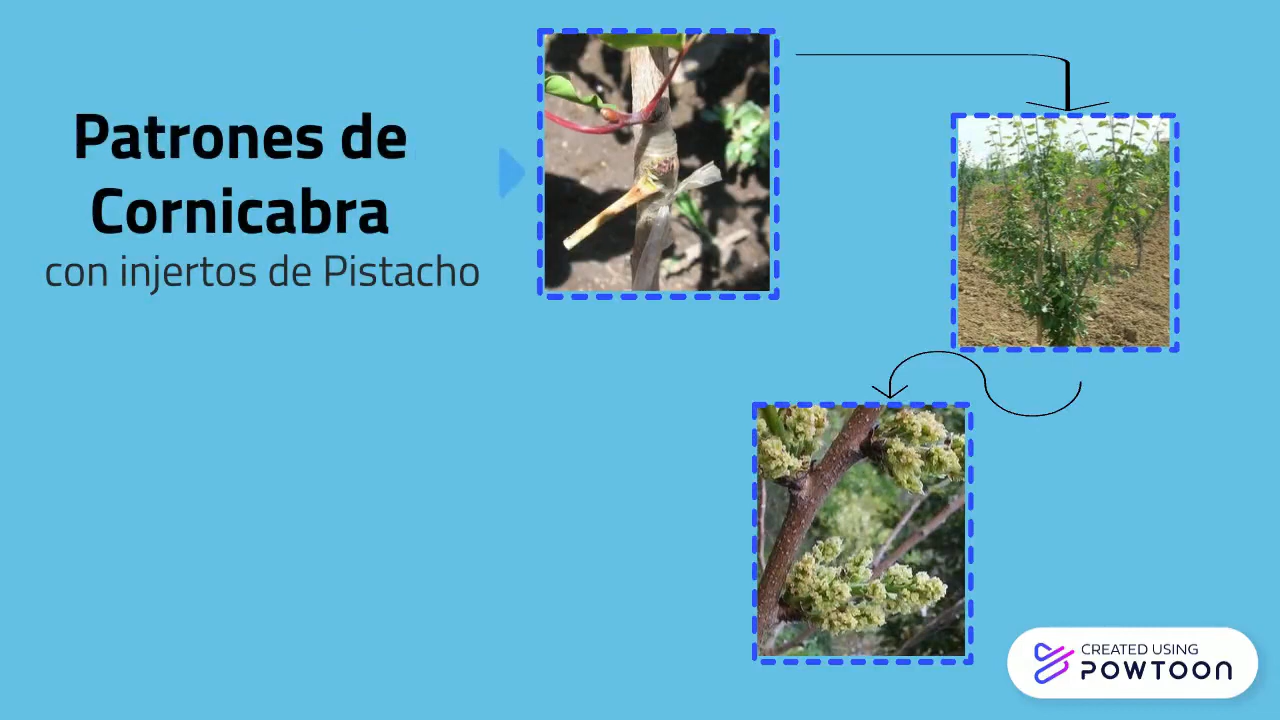 Patrones de
Cornicabra
con injertos de Pistacho
CREATED USING
POWTOON